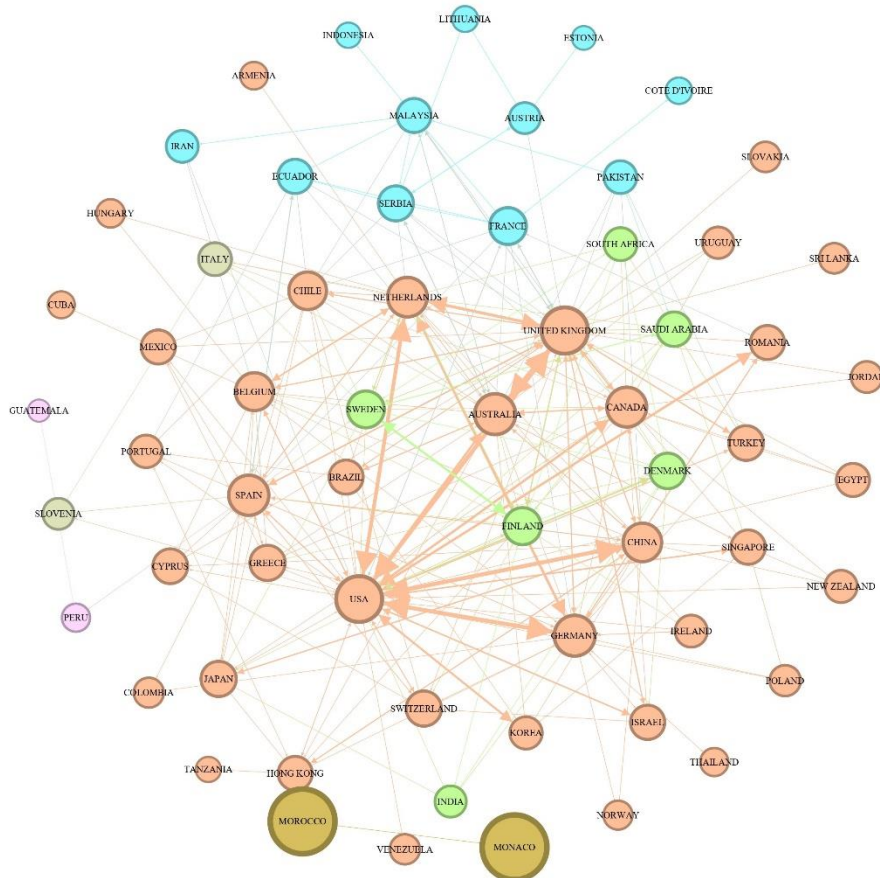 LITHUANIA
INDONESIA
ESTONIA
ARMENIA
COTE D'IVOIRE
MALAYSIA
AUSTRIA
IRAN
SLOVAKIA
ECUADOR
PAKISTAN
SERBIA
HUNGARY
FRANCE
SOUTH AFRICA
URUGUAY
ITALY
SRI LANKA
CHILE
NETHERLANDS
CUBA
UNITED KINGDOM
SAUDI ARABIA
MEXICO
ROMANIA
JORDAN
BELGIUM
GUATEMALA
SWEDEN
AUSTRALIA
CANADA
TURKEY
PORTUGAL
DENMARK
BRAZIL
EGYPT
SPAIN
SLOVENIA
FINLAND
CHINA
SINGAPORE
CYPRUS
GREECE
NEW ZEALAND
USA
PERU
GERMANY
IRELAND
JAPAN
POLAND
COLOMBIA
SWITZERLAND
ISRAEL
KOREA
THAILAND
TANZANIA
HONG KONG
INDIA
NORWAY
MOROCCO
MONACO
VENEZUELA